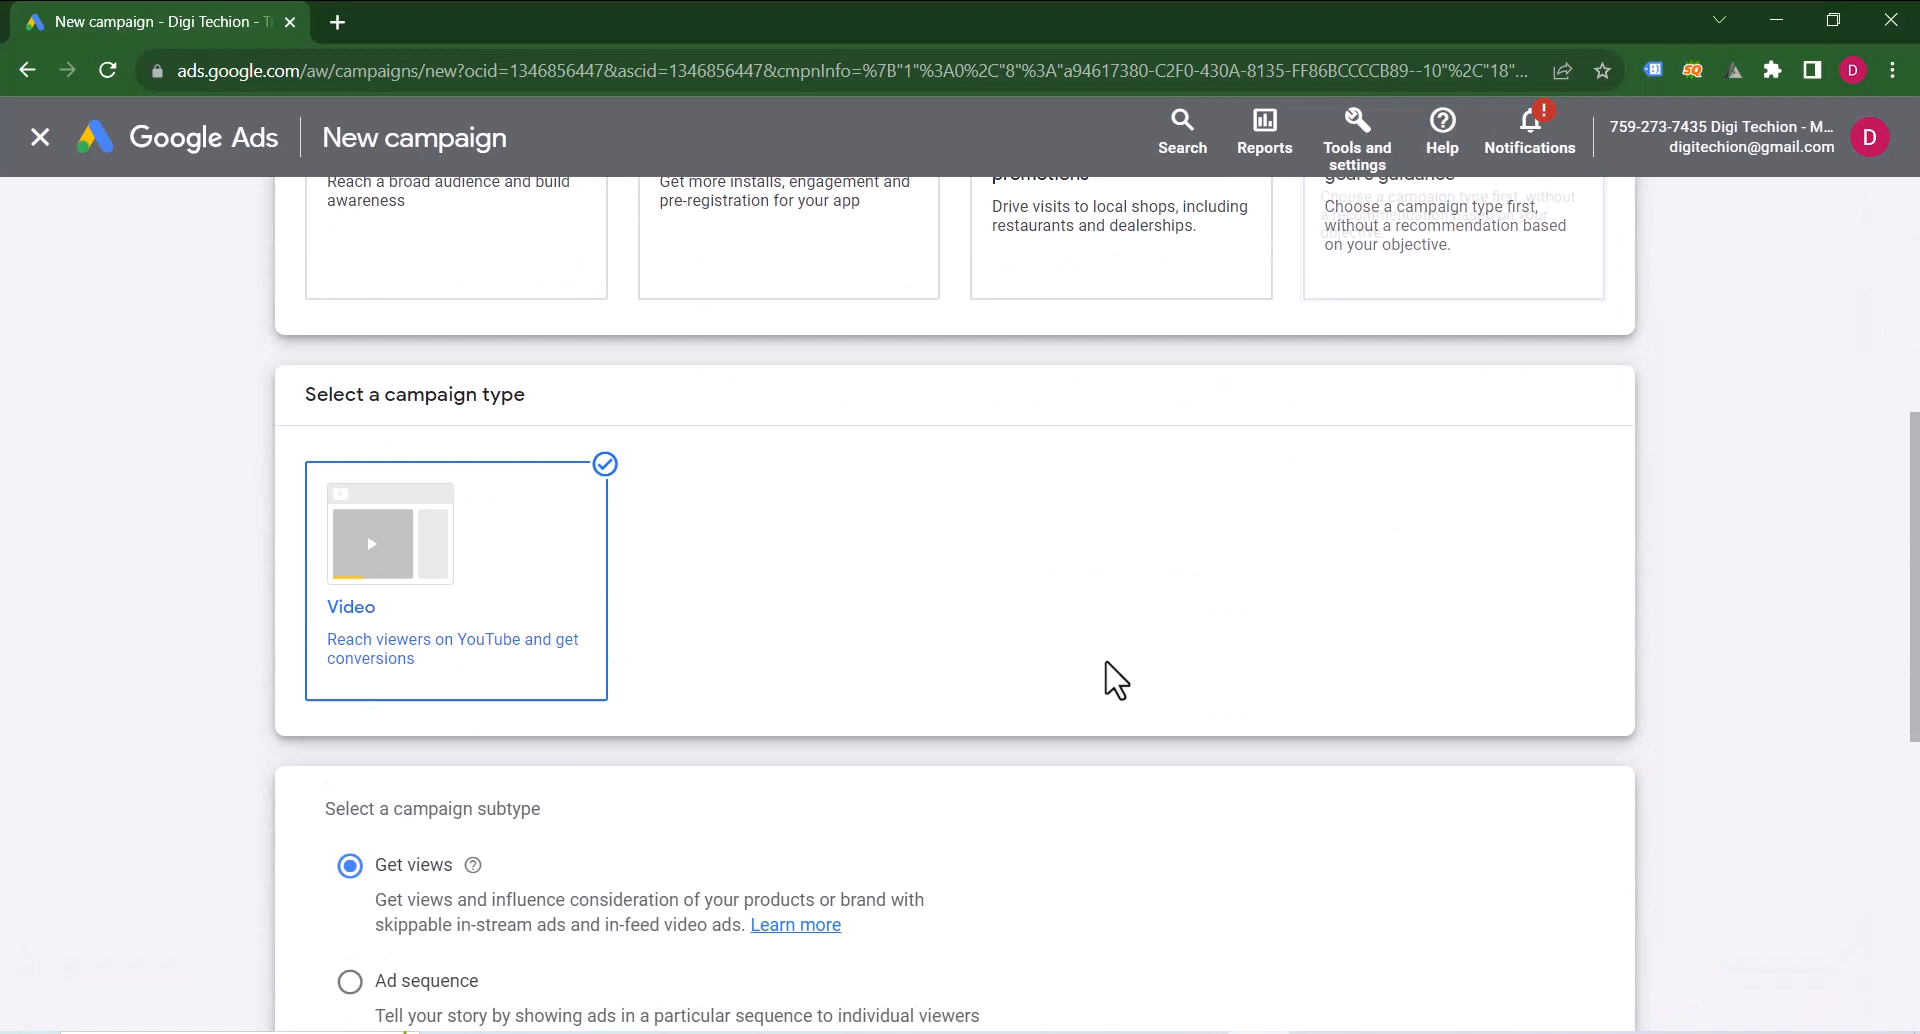 New campaign - Digi Techion - T
ads.google.com/aw/campaigns/new?ocid=1346856447&ascid=1346856447&cmpnInfo=%7B"1"%3A0%2C"8"%3A"a94617380-C2F0-430A-8135-FF86BCCCCB89--10"%2C"18"...
SQ
D
Google Ads
New campaign
Search
Reports
Tools and
settings
Help
!
Notifications
759-273-7435 Digi Techion - M...
digitechion@gmail.com
D
Reach a broad audience and build
awareness
Get more installs, engagement and
pre-registration for your app
promotions
Drive visits to local shops, including
restaurants and dealerships.
goal's guidance
Choose a campaign type first,
without a recommendation based
on your objective.
Select a campaign type
Video
Reach viewers on YouTube and get
conversions
Select a campaign subtype
Get views
Get views and influence consideration of your products or brand with
skippable in-stream ads and in-feed video ads. Learn more
Ad sequence
Tell your story by showing ads in a particular sequence to individual viewers